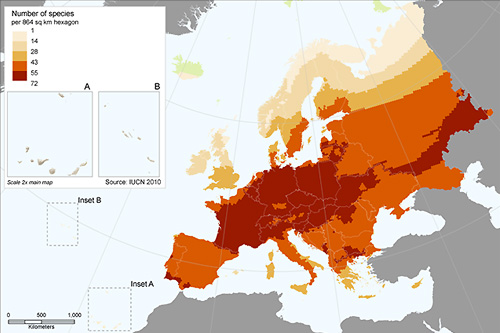 Number of species
per 864 sq km hexagon
1
14
28
43
55
72
A
B
Scale 2x main map
Source: IUCN 2010
Inset B
Inset A
0 500 1,000
Kilometers